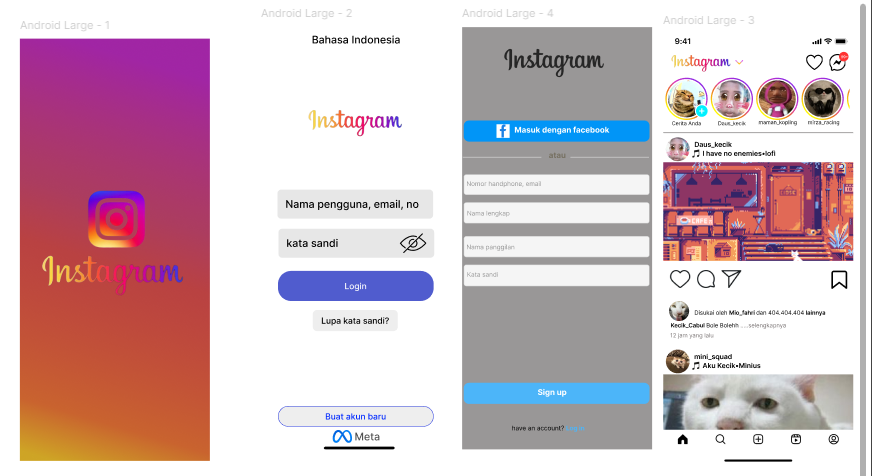 Android Large - 1
Instagram
Android Large - 2
Bahasa Indonesia
Instagram
Nama pengguna, email, no
kata sandi
Login
Lupa kata sandi?
Buat akun baru
Meta
Android Large - 4
Instagram
Masuk dengan facebook
atau
Nomor handphone, email
Nama lengkap
Nama panggilan
Kata sandi
Sign up
have an account?
Android Large - 3
9:41
Instagram
Cerita Anda
Daus_kecik
maman_kopling
mirza_racing
Daus_kecik
I have no enemies•lofi
CAFE
Disukai oleh Mio_fahri dan 404.404.404 lainnya
Kecik_Cabul Bole Bolehh ....selengkapnya
12 jam yang lalu
mini_squad
Aku Kecik•Minius